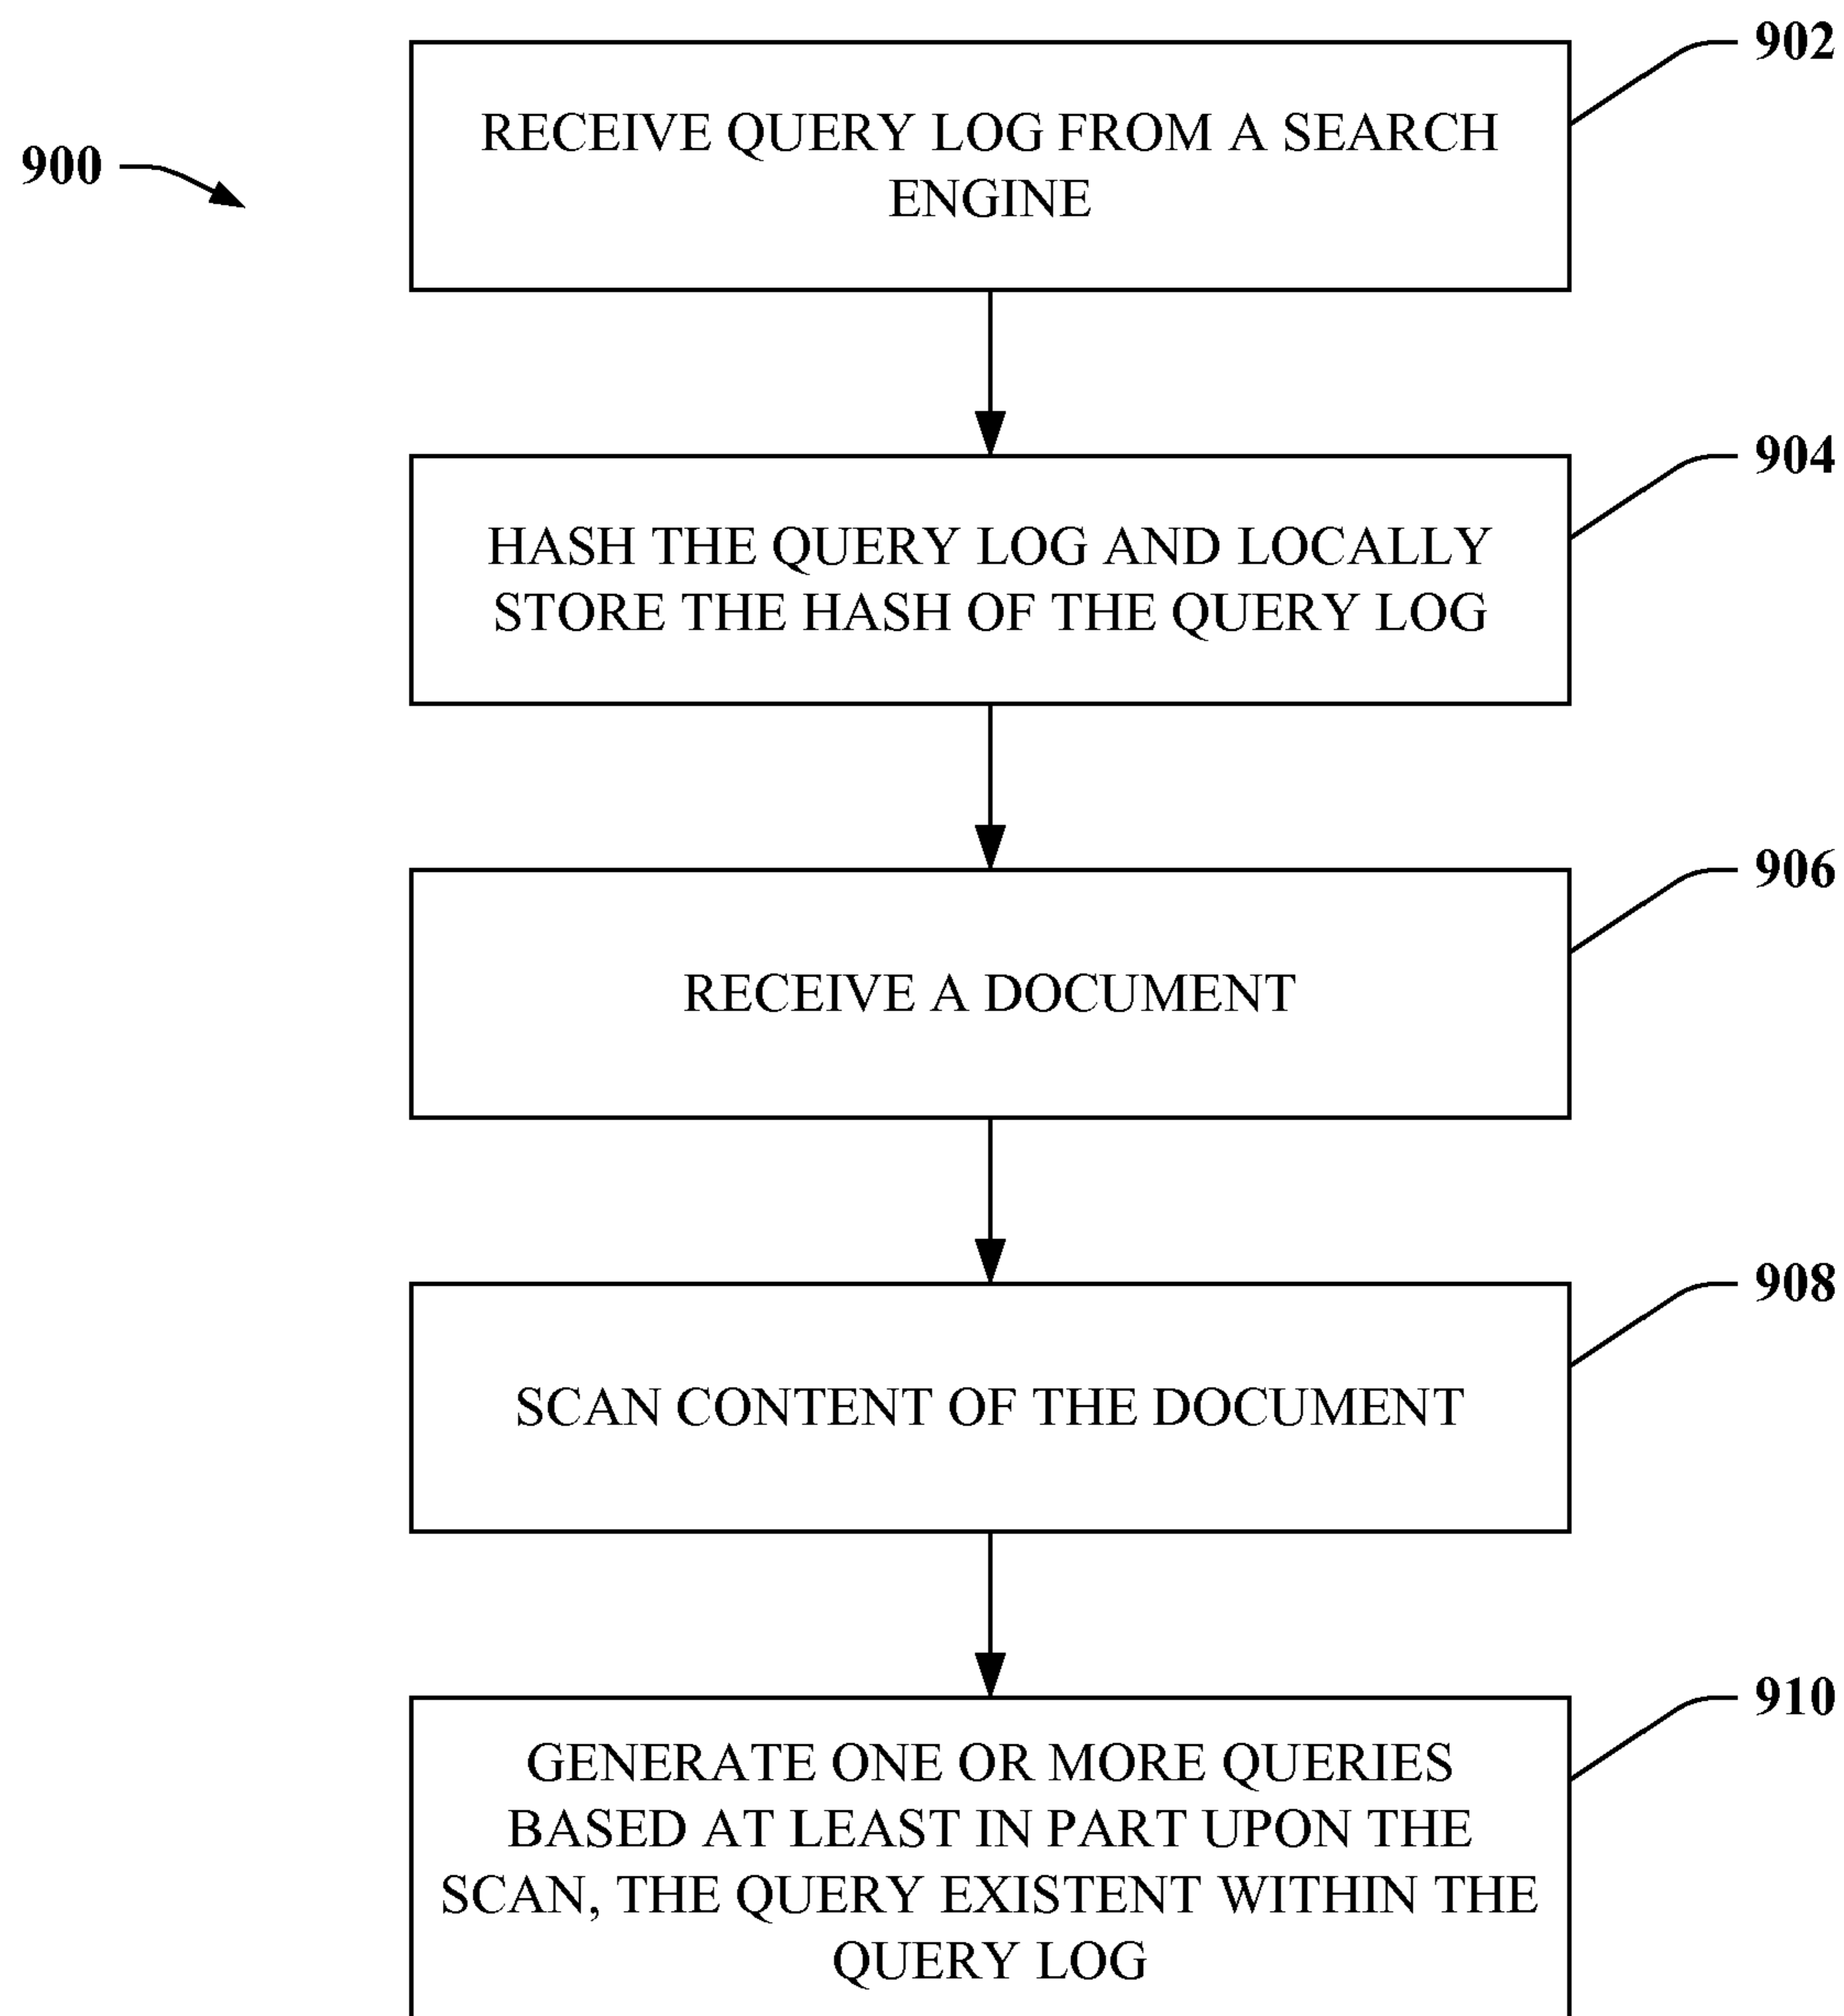 902
RECEIVE QUERY LOG FROM A SEARCH
ENGINE
900
904
HASH THE QUERY LOG AND LOCALLY
STORE THE HASH OF THE QUERY LOG
906
RECEIVE A DOCUMENT
908
SCAN CONTENT OF THE DOCUMENT
910
GENERATE ONE OR MORE QUERIES
BASED AT LEAST IN PART UPON THE
SCAN, THE QUERY EXISTENT WITHIN THE
QUERY LOG